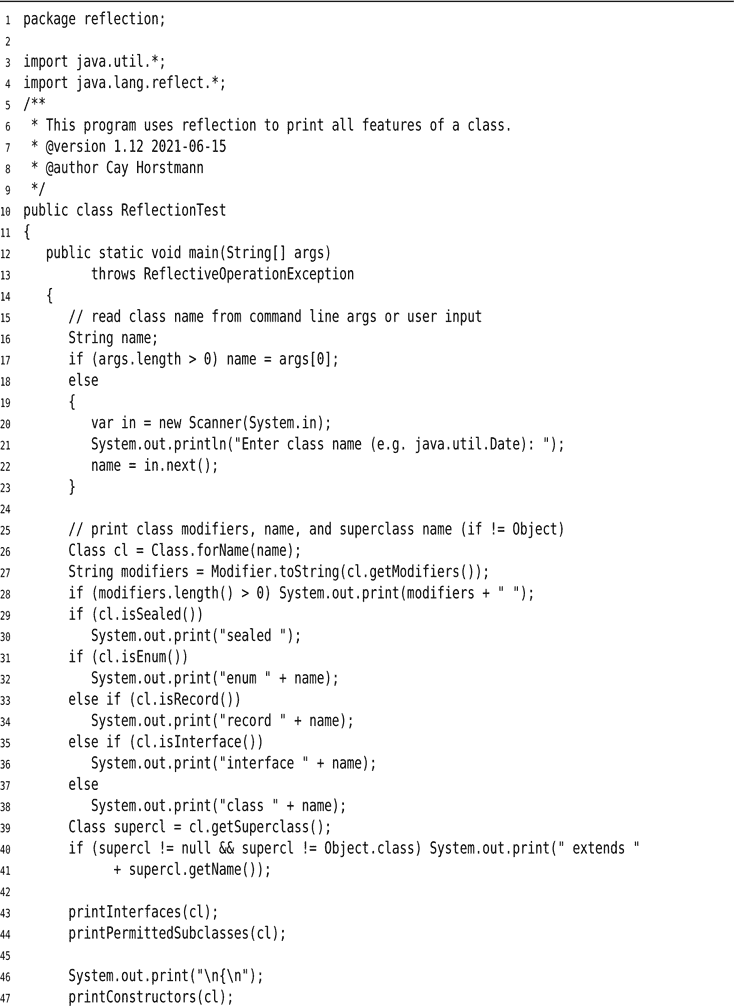 1 package reflection;
2
3 import java.util.*;
4 import java.lang.reflect.*;
5 /**
6  * This program uses reflection to print all features of a class.
7  * @version 1.12 2021-06-15
8  * @author Cay Horstmann
9  */
10 public class ReflectionTest
11 {
12    public static void main(String[] args)
13          throws ReflectiveOperationException
14    {
15       // read class name from command line args or user input
16       String name;
17       if (args.length > 0) name = args[0];
18       else
19       {
20          var in = new Scanner(System.in);
21          System.out.println("Enter class name (e.g. java.util.Date): ");
22          name = in.next();
23       }
24
25       // print class modifiers, name, and superclass name (if != Object)
26       Class cl = Class.forName(name);
27       String modifiers = Modifier.toString(cl.getModifiers());
28       if (modifiers.length() > 0) System.out.print(modifiers + " ");
29       if (cl.isSealed())
30          System.out.print("sealed ");
31       if (cl.isEnum())
32          System.out.print("enum " + name);
33       else if (cl.isRecord())
34          System.out.print("record " + name);
35       else if (cl.isInterface())
36          System.out.print("interface " + name);
37       else
38          System.out.print("class " + name);
39       Class supercl = cl.getSuperclass();
40       if (supercl != null && supercl != Object.class) System.out.print(" extends "
41             + supercl.getName());
42
43       printInterfaces(cl);
44       printPermittedSubclasses(cl);
45
46       System.out.print("\n{\n");
47       printConstructors(cl);